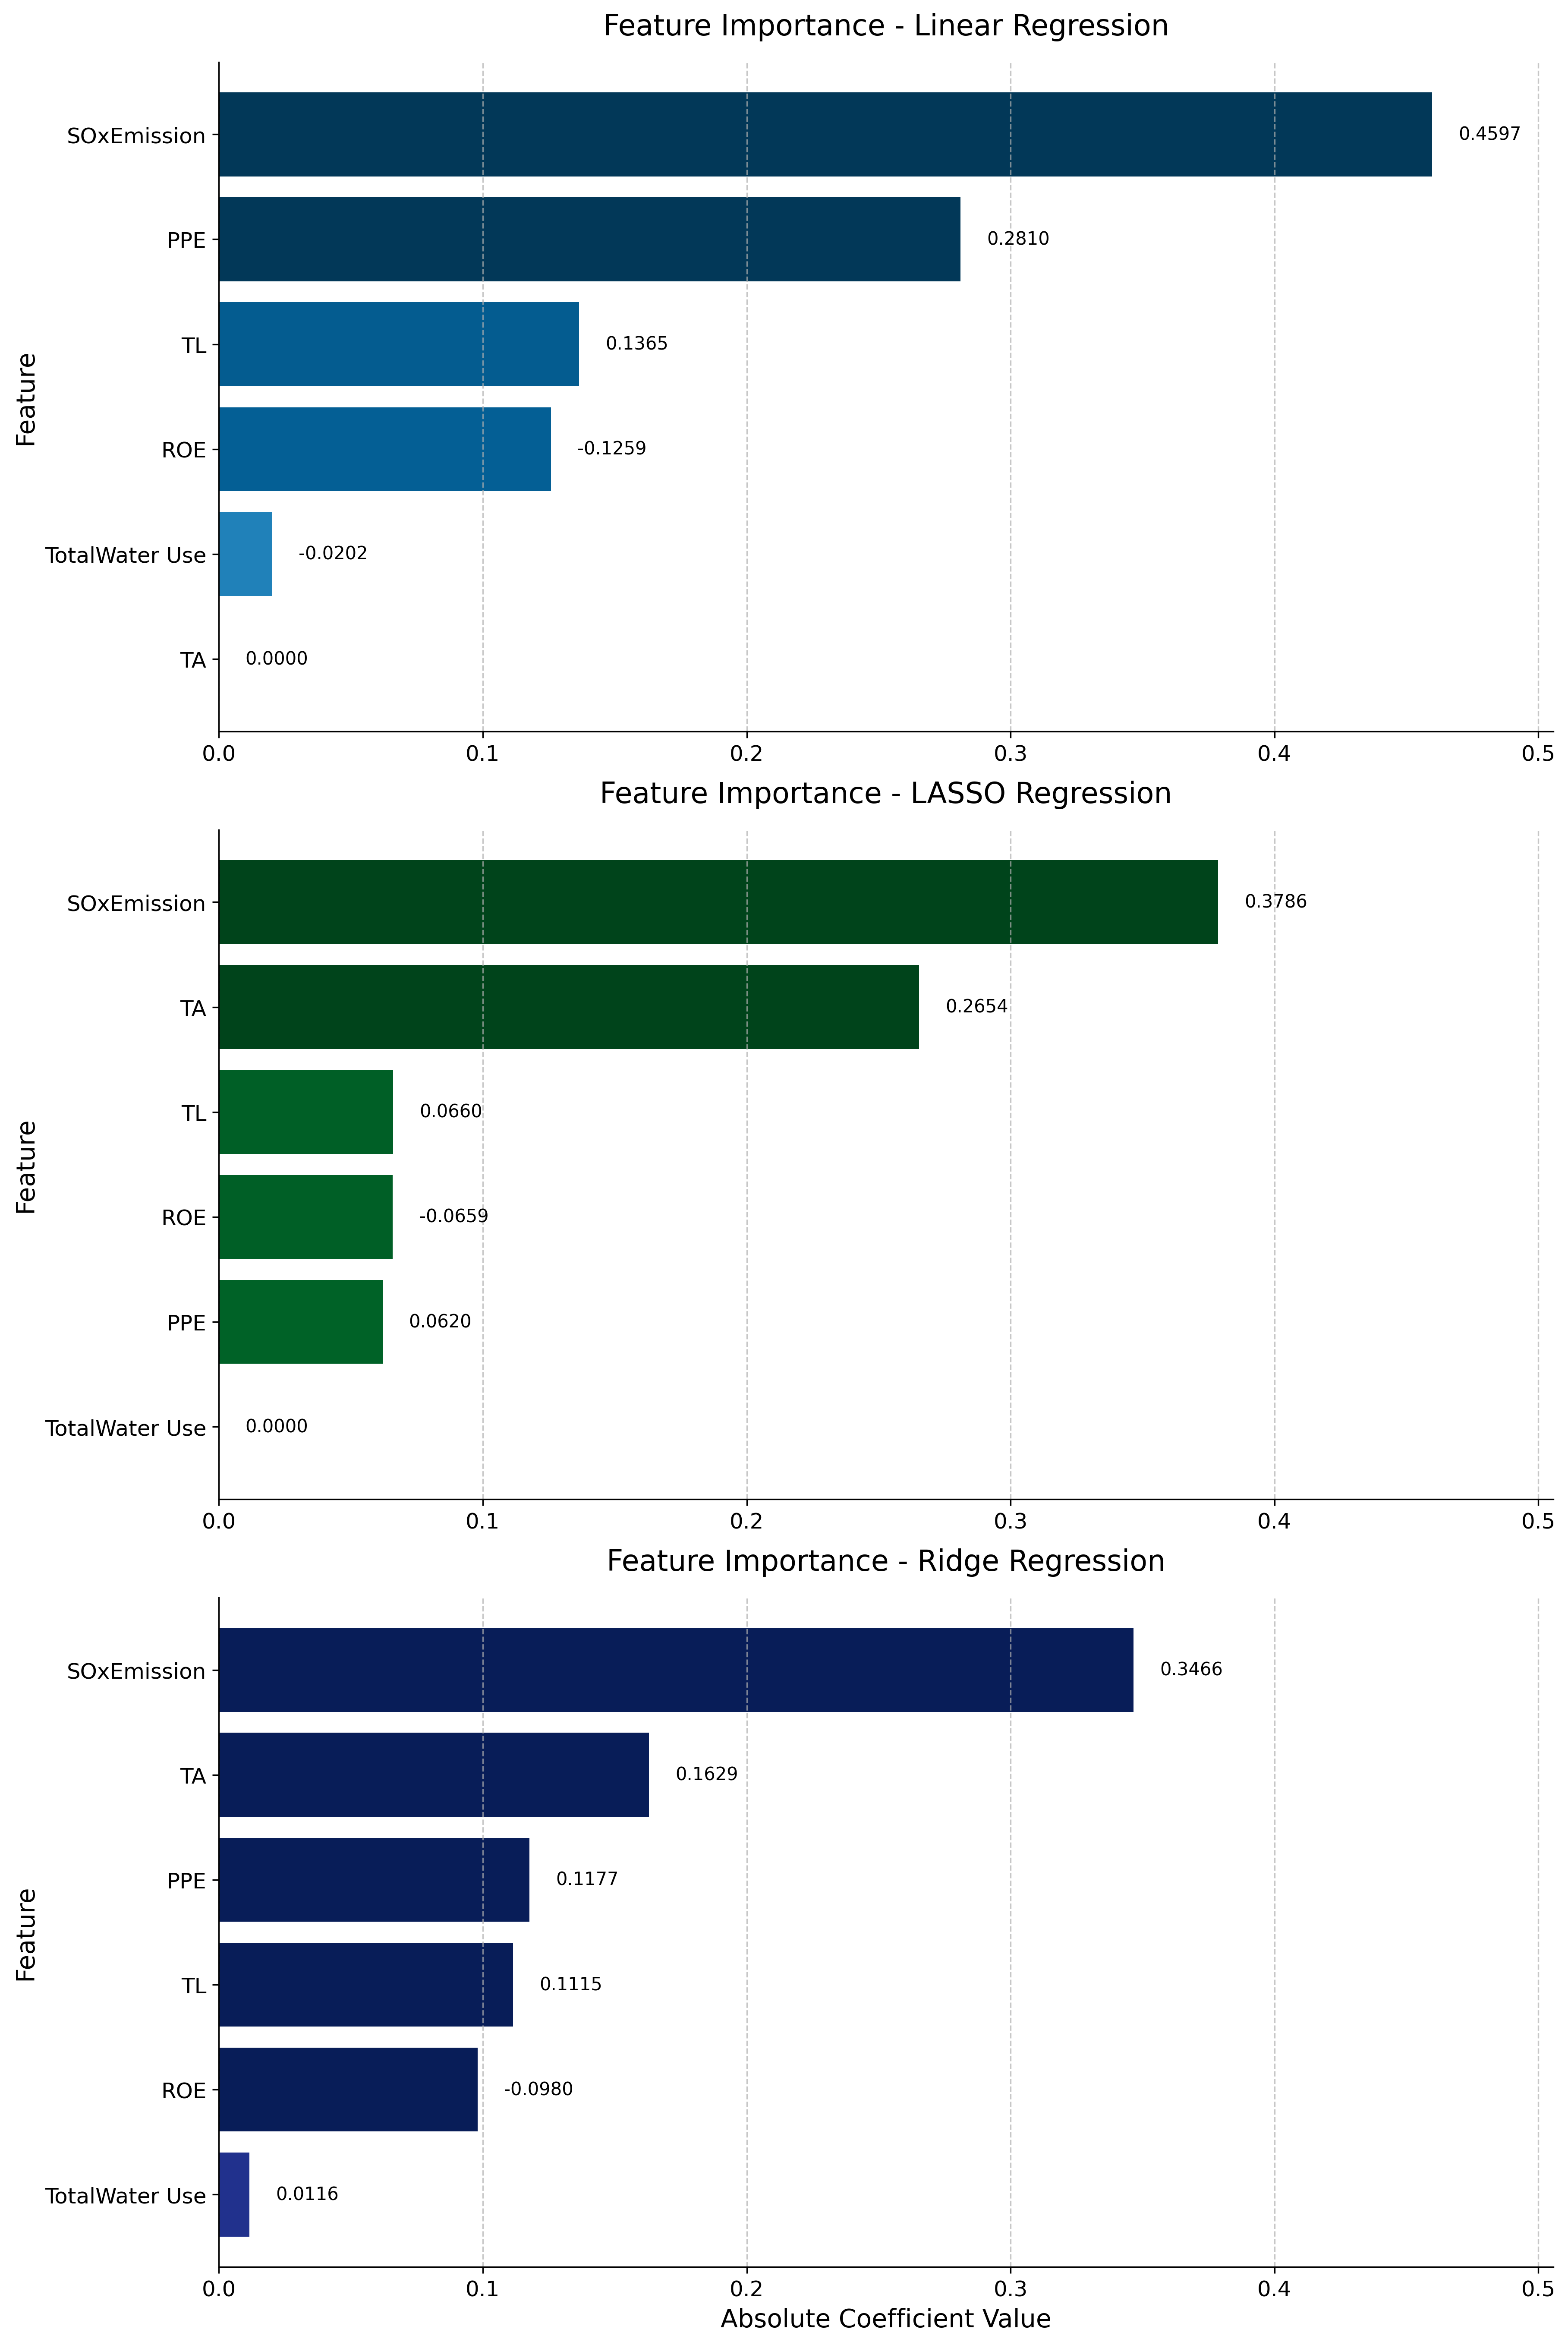 Feature Importance - Linear Regression
Feature
SOxEmission 0.4597
PPE 0.2810
TL 0.1365
ROE -0.1259
TotalWater Use -0.0202
TA 0.0000
0.0 0.1 0.2 0.3 0.4 0.5
Feature Importance - LASSO Regression
Feature
SOxEmission 0.3786
TA 0.2654
TL 0.0660
ROE -0.0659
PPE 0.0620
TotalWater Use 0.0000
0.0 0.1 0.2 0.3 0.4 0.5
Feature Importance - Ridge Regression
Feature
SOxEmission 0.3466
TA 0.1629
PPE 0.1177
TL 0.1115
ROE -0.0980
TotalWater Use 0.0116
0.0 0.1 0.2 0.3 0.4 0.5
Absolute Coefficient Value